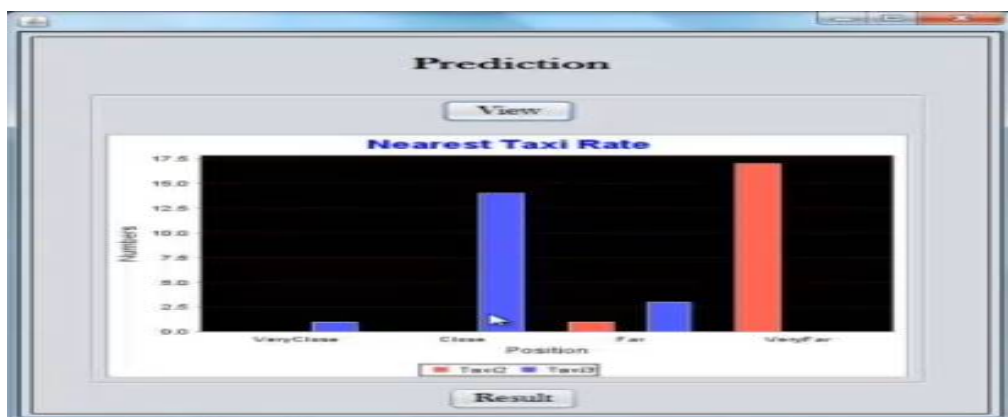 Prediction
View
Nearest Taxi Rate
17.5
15.0
12.5
10.0
7.5
5.0
2.5
0.0
Numbers
VeryClose Close Far VeryFar
Position
Taxi2 Taxi3
Result